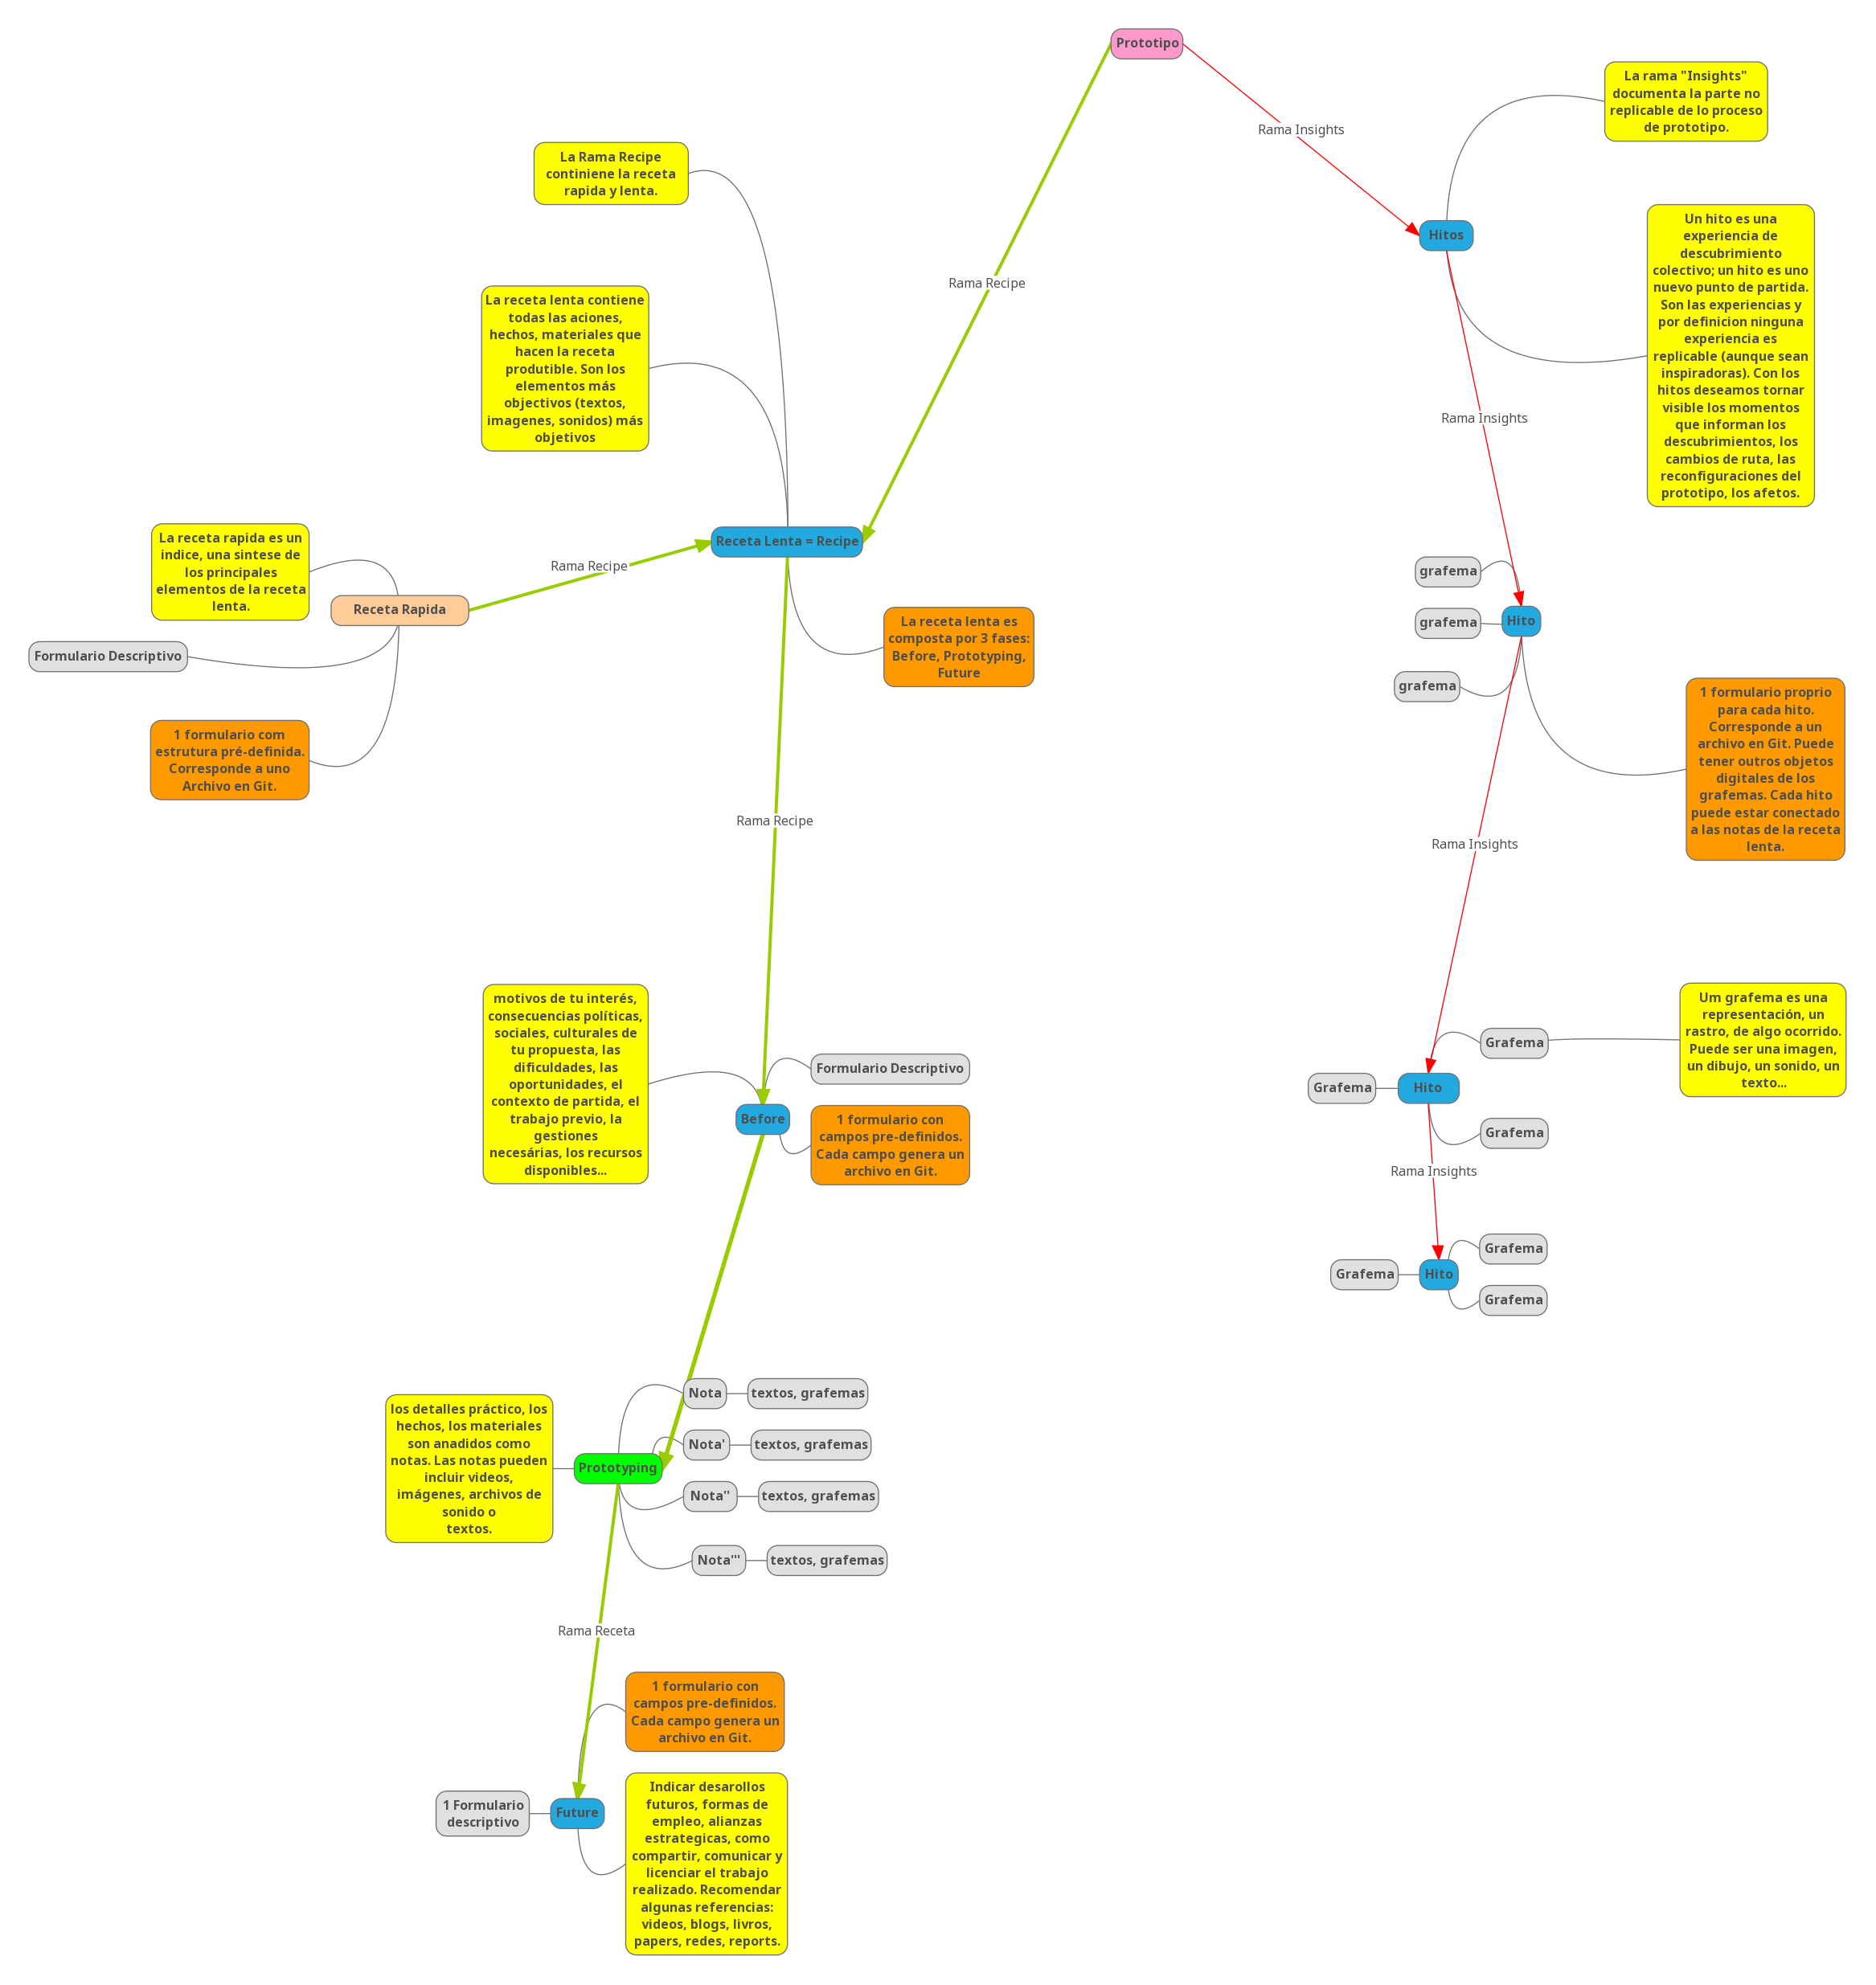 Prototipo
La rama "Insights"
documenta la parte no
replicable de lo proceso
de prototipo.
Rama Insights
La Rama Recipe
continiene la receta
rapida y lenta.
Hitos
Un hito es una
experiencia de
descubrimiento
colectivo; un hito es uno
nuevo punto de partida.
Son las experiencias y
por definicion ninguna
experiencia es
replicable (aunque sean
inspiradoras). Con los
hitos deseamos tornar
visible los momentos
que informan los
descubrimientos, los
cambios de ruta, las
reconfiguraciones del
prototipo, los afetos.
Rama Recipe
La receta lenta contiene
todas las aciones,
hechos, materiales que
hacen la receta
produtible. Son los
elementos más
objectivos (textos,
imagenes, sonidos) más
objetivos
Rama Insights
Receta Lenta = Recipe
La receta rapida es un
indice, una sintese de
los principales
elementos de la receta
lenta.
Rama Recipe
Receta Rapida
Formulario Descriptivo
1 formulario com
estrutura pré-definida.
Corresponde a uno
Archivo en Git.
La receta lenta es
composta por 3 fases:
Before, Prototyping,
Future
grafema
grafema
Hito
grafema
1 formulario proprio
para cada hito.
Corresponde a un
archivo en Git. Puede
tener outros objetos
digitales de los
grafemas. Cada hito
puede estar conectado
a las notas de la receta
lenta.
Rama Recipe
Rama Insights
motivos de tu interés,
consecuencias políticas,
sociales, culturales de
tu propuesta, las
dificuldades, las
oportunidades, el
contexto de partida, el
trabajo previo, la
gestiones
necesárias, los recursos
disponibles...
Formulario Descriptivo
Before
1 formulario con
campos pre-definidos.
Cada campo genera un
archivo en Git.
Grafema
Um grafema es una
representación, un
rastro, de algo ocorrido.
Puede ser una imagen,
un dibujo, un sonido, un
texto...
Grafema
Hito
Grafema
Rama Insights
Grafema
Grafema
Hito
Grafema
los detalles práctico, los
hechos, los materiales
son anadidos como
notas. Las notas pueden
incluir videos,
imágenes, archivos de
sonido o
textos.
Prototyping
Nota
textos, grafemas
Nota'
textos, grafemas
Nota''
textos, grafemas
Nota'''
textos, grafemas
Rama Receta
1 formulario con
campos pre-definidos.
Cada campo genera un
archivo en Git.
1 Formulario
descriptivo
Future
Indicar desarollos
futuros, formas de
empleo, alianzas
estrategicas, como
compartir, comunicar y
licenciar el trabajo
realizado. Recomendar
algunas referencias:
videos, blogs, livros,
papers, redes, reports.